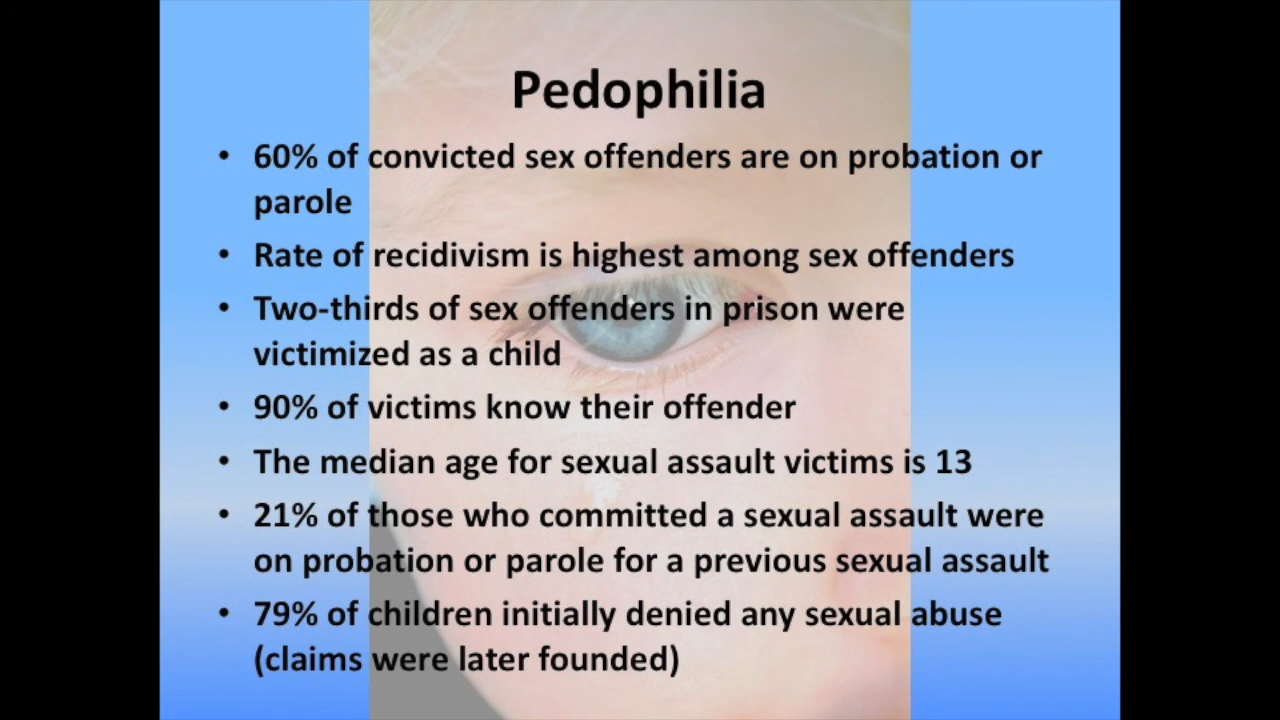 Pedophilia
• 60% of convicted sex offenders are on probation or
parole
• Rate of recidivism is highest among sex offenders
• Two-thirds of sex offenders in prison were
victimized as a child
• 90% of victims know their offender
• The median age for sexual assault victims is 13
• 21% of those who committed a sexual assault were
on probation or parole for a previous sexual assault
• 79% of children initially denied any sexual abuse
(claims were later founded)